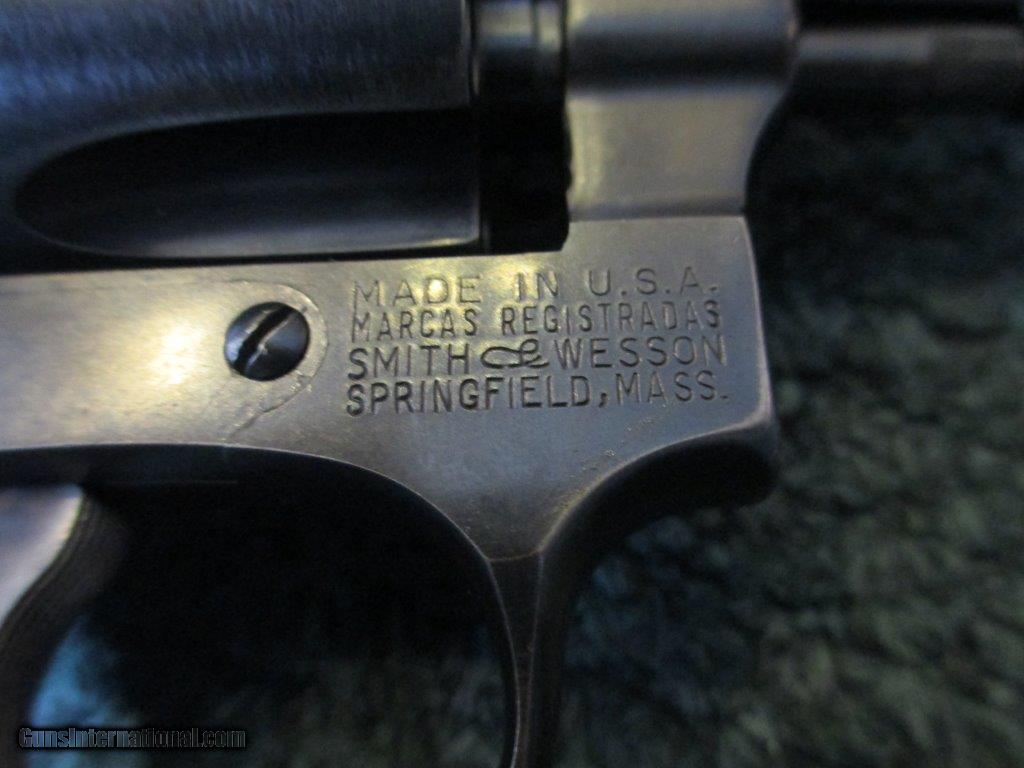 MADE IN U.S.A.
MARCAS REGISTRADAS
SMITH & WESSON
SPRINGFIELD, MASS.
GunsInternational.com